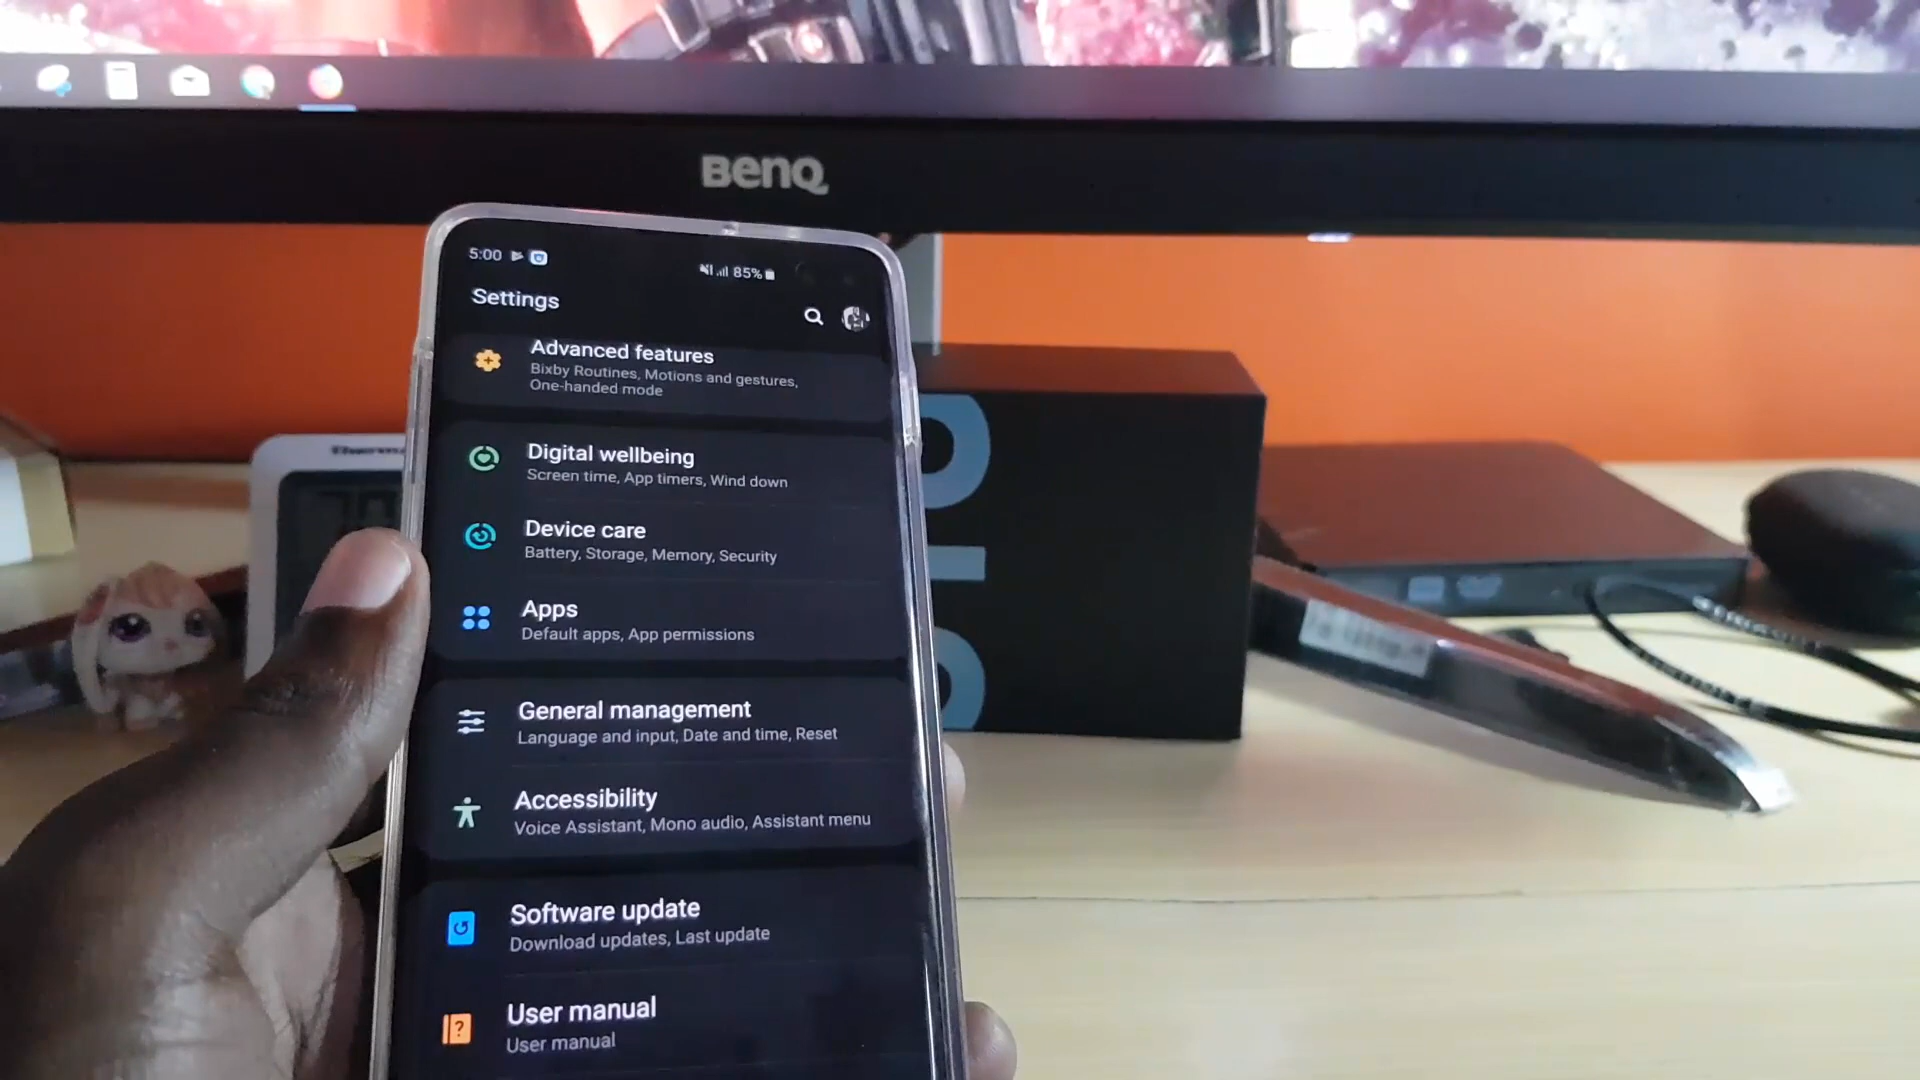 BenQ
5:00
85%
Settings
Advanced features
Bixby Routines, Motions and gestures,
One-handed mode
Digital wellbeing
Screen time, App timers, Wind down
Device care
Battery, Storage, Memory, Security
Apps
Default apps, App permissions
General management
Language and input, Date and time, Reset
Accessibility
Voice Assistant, Mono audio, Assistant menu
Software update
Download updates, Last update
User manual
User manual